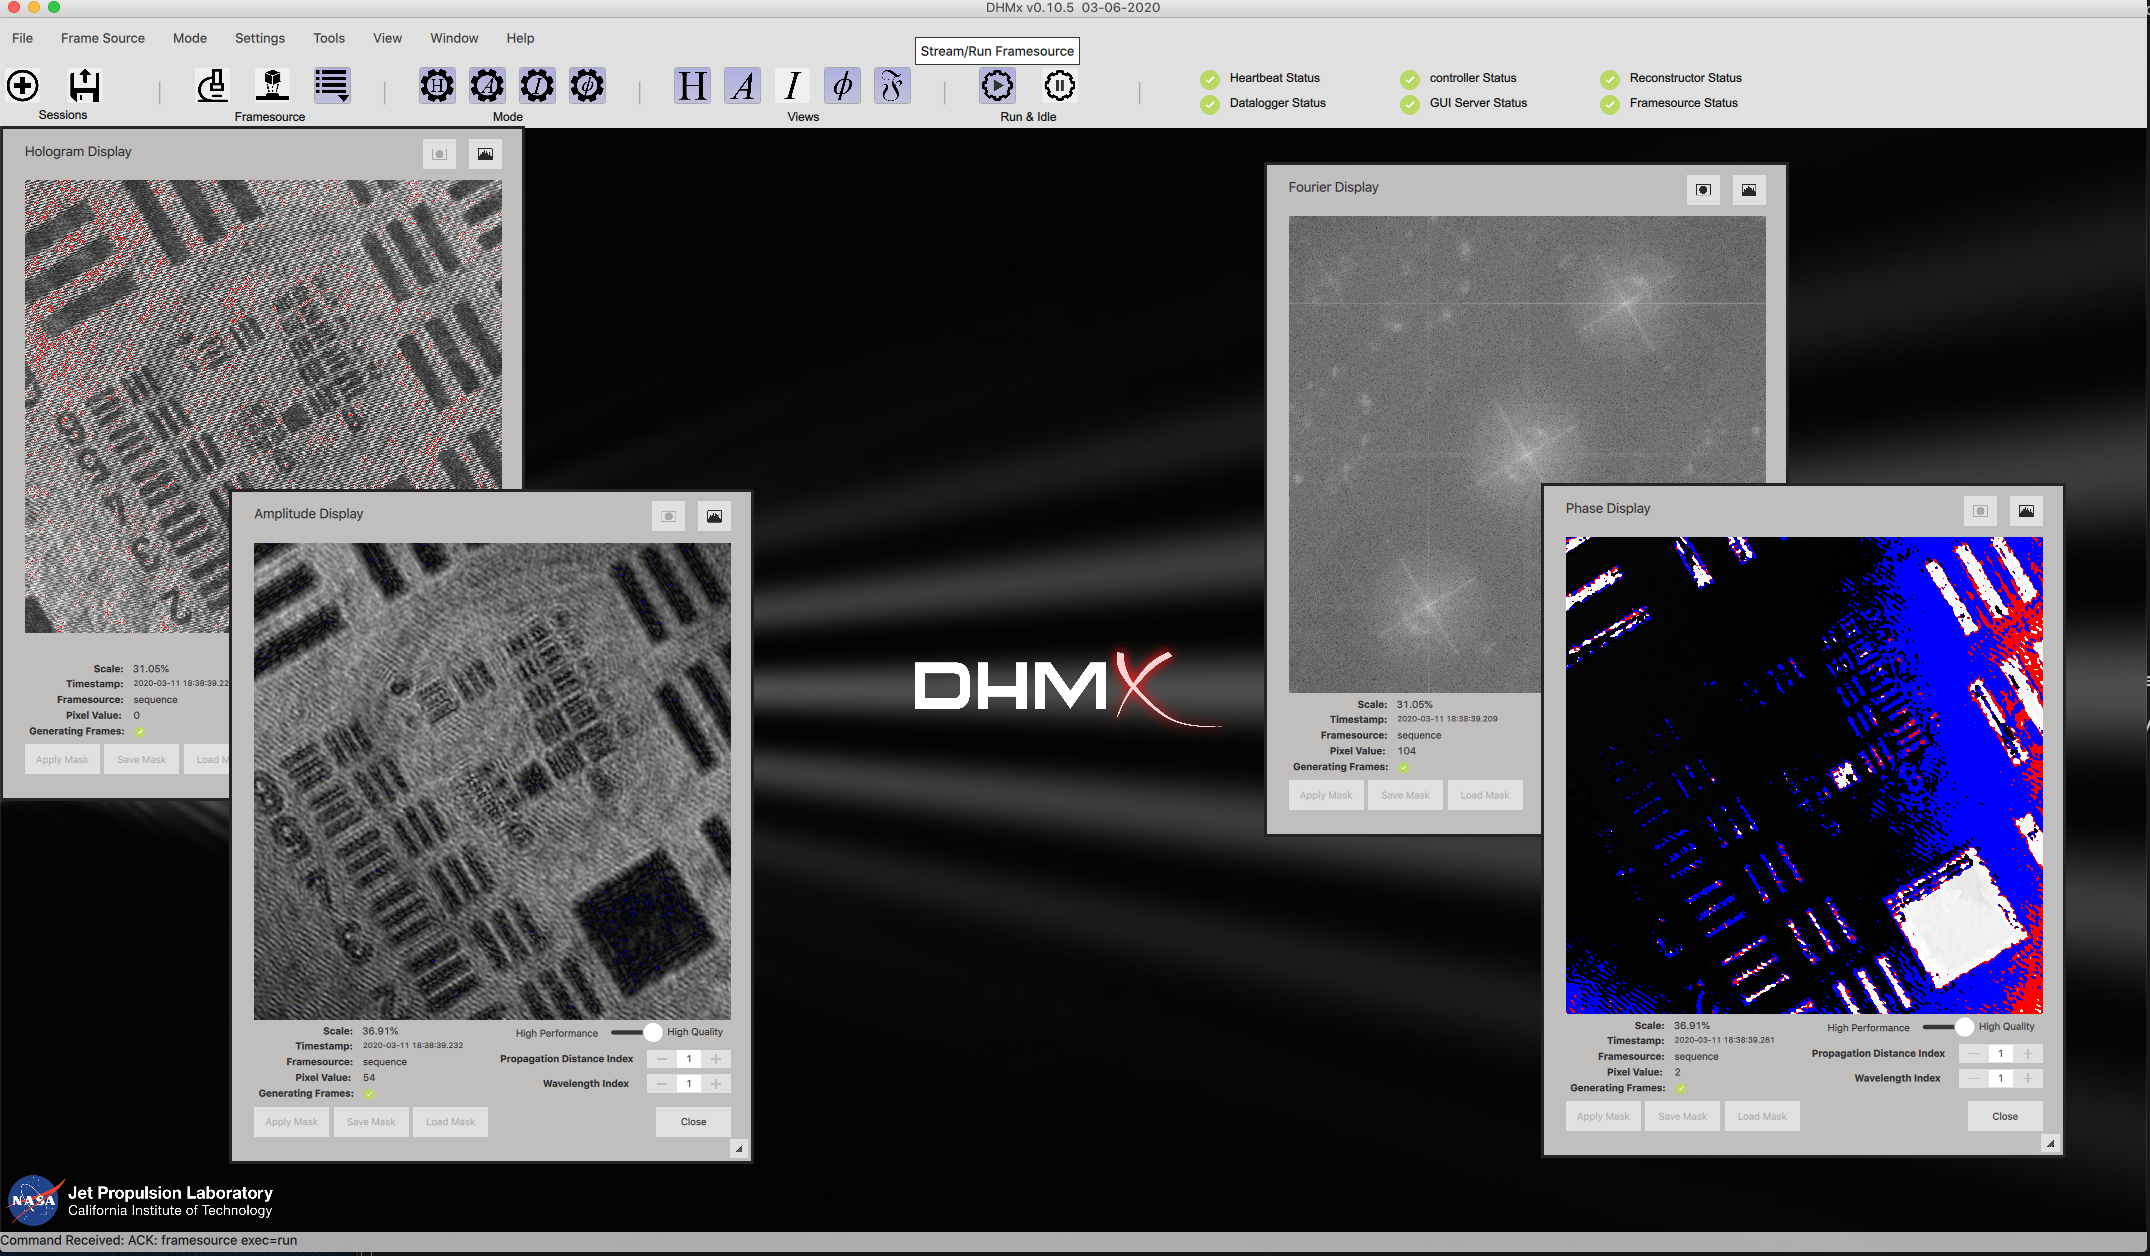 DHMx v0.10.5 03-06-2020
File Frame Source Mode Settings Tools View Window Help
Stream/Run Framesource
H A I ϕ H A I ϕ 𝔉
Sessions Framesource Mode Views Run & Idle
Heartbeat Status controller Status Reconstructor Status
Datalogger Status GUI Server Status Framesource Status
Hologram Display
Scale: 31.05%
Timestamp: 2020-03-11 18:38:39.22
Framesource: sequence
Pixel Value: 0
Generating Frames:
Apply Mask Save Mask Load M
Amplitude Display
Scale: 36.91%
Timestamp: 2020-03-11 18:38:39.232
Framesource: sequence
Pixel Value: 54
Generating Frames:
High Performance High Quality
Propagation Distance Index − 1 +
Wavelength Index − 1 +
Apply Mask Save Mask Load Mask Close
DHMX
Fourier Display
Scale: 31.05%
Timestamp: 2020-03-11 18:38:39.209
Framesource: sequence
Pixel Value: 104
Generating Frames:
Apply Mask Save Mask Load Mask
Phase Display
Scale: 36.91%
Timestamp: 2020-03-11 18:38:39.261
Framesource: sequence
Pixel Value: 2
Generating Frames:
High Performance High Quality
Propagation Distance Index − 1 +
Wavelength Index − 1 +
Apply Mask Save Mask Load Mask Close
NASA
Jet Propulsion Laboratory
California Institute of Technology
Command Received: ACK: framesource exec=run